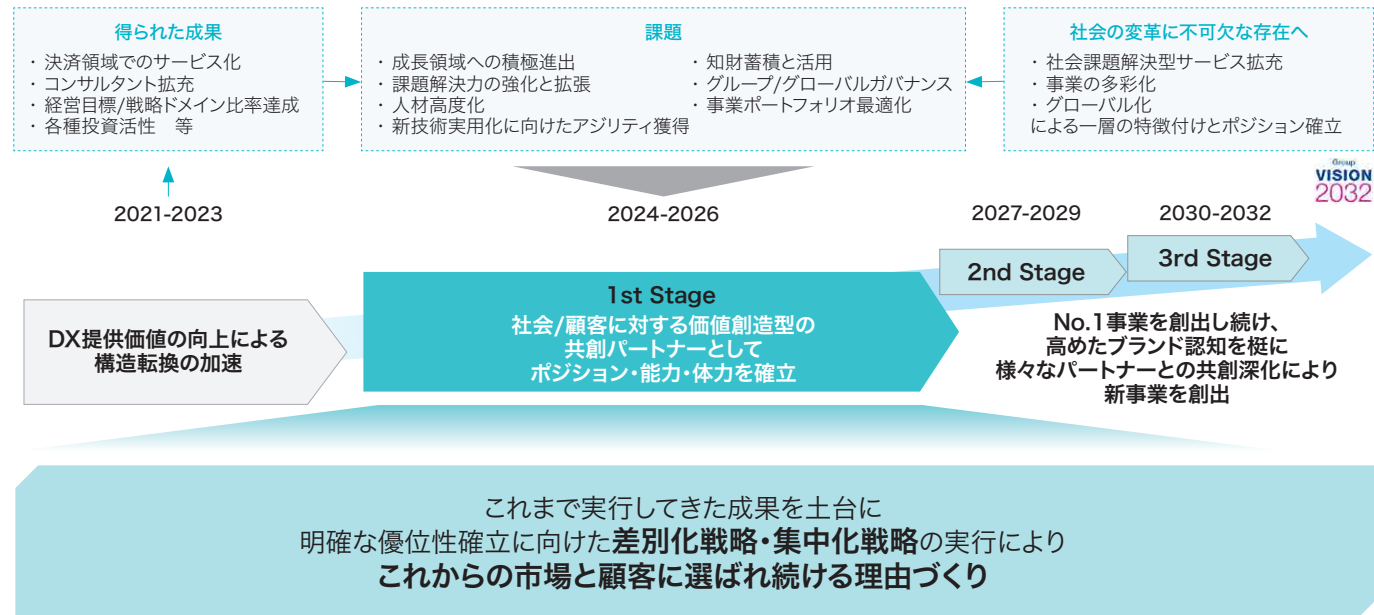 得られた成果
・ 決済領域でのサービス化
・ コンサルタント拡充
・ 経営目標/戦略ドメイン比率達成
・ 各種投資活性　等
課題
・ 成長領域への積極進出
・ 課題解決力の強化と拡張
・ 人材高度化
・ 新技術実用化に向けたアジリティ獲得
・ 知財蓄積と活用
・ グループ/グローバルガバナンス
・ 事業ポートフォリオ最適化
社会の変革に不可欠な存在へ
・ 社会課題解決型サービス拡充
・ 事業の多彩化
・ グローバル化
による一層の特徴付けとポジション確立
Group
VISION
2032
2021-2023
2024-2026
2027-2029
2030-2032
DX提供価値の向上による
構造転換の加速
1st Stage
社会/顧客に対する価値創造型の
共創パートナーとして
ポジション・能力・体力を確立
2nd Stage
3rd Stage
No.1事業を創出し続け、
高めたブランド認知を梃に
様々なパートナーとの共創深化により
新事業を創出
これまで実行してきた成果を土台に
明確な優位性確立に向けた差別化戦略・集中化戦略の実行により
これからの市場と顧客に選ばれ続ける理由づくり